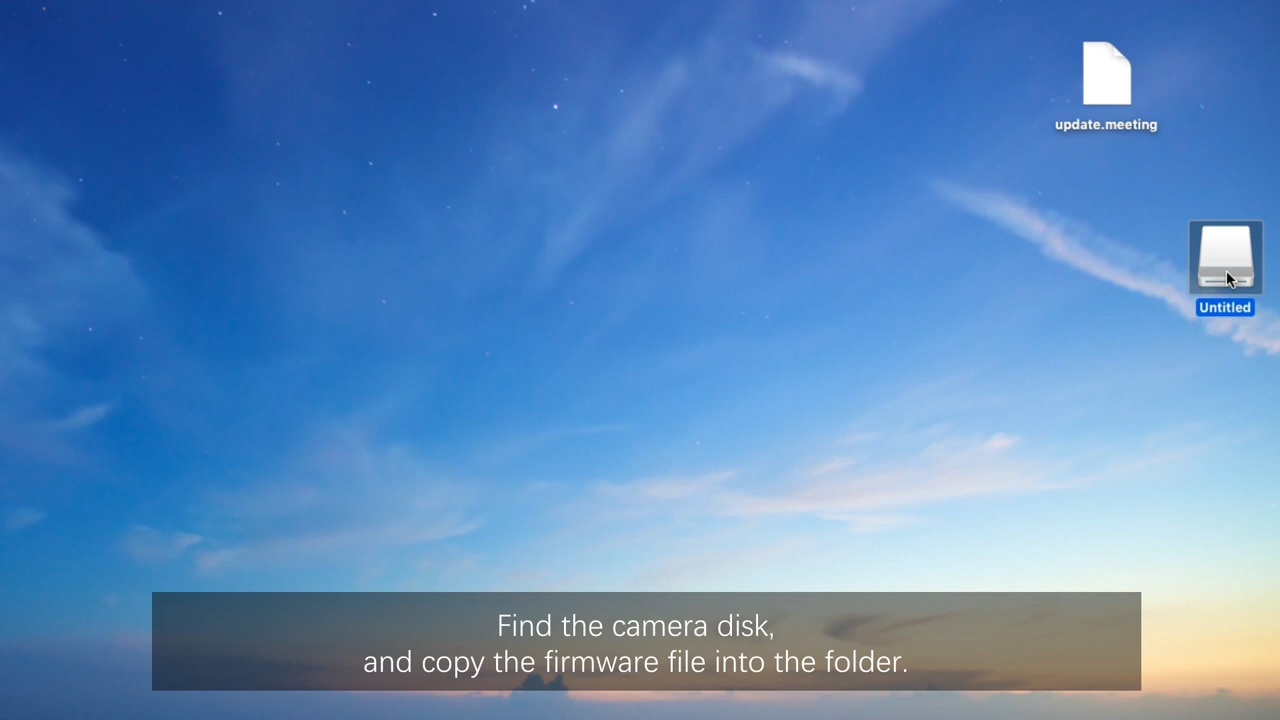 update.meeting
Untitled
Find the camera disk,
and copy the firmware file into the folder.